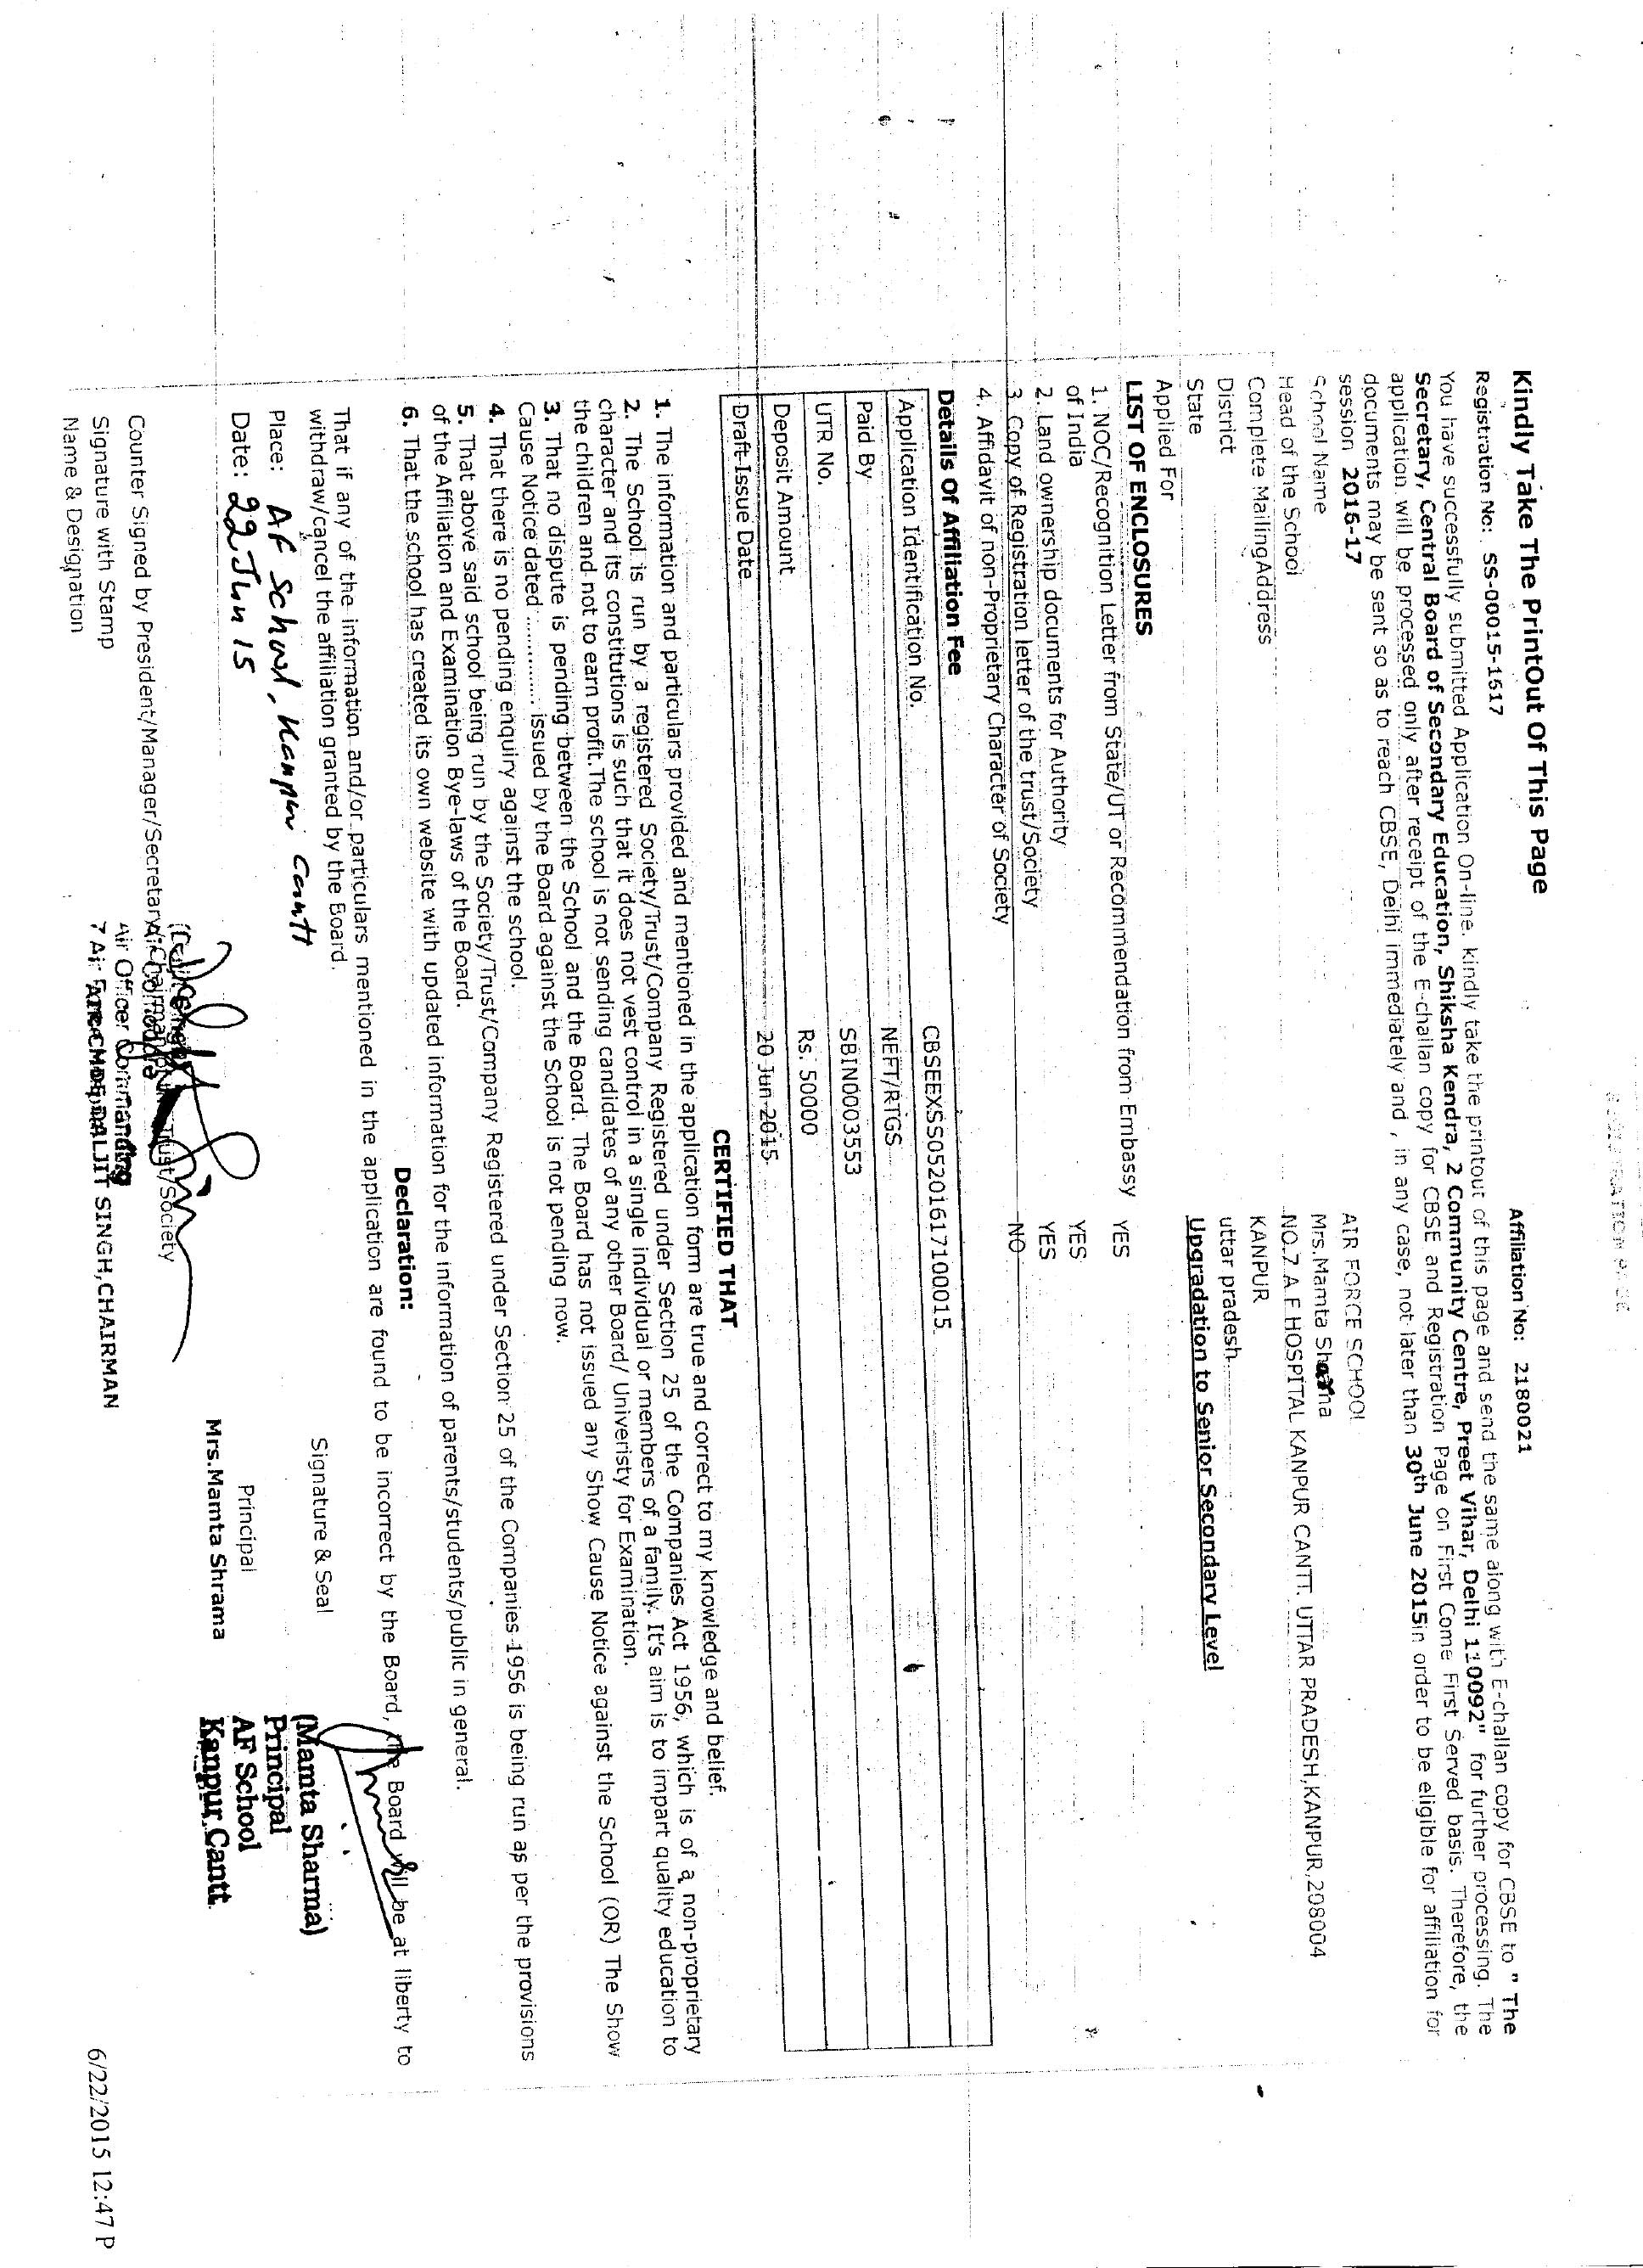 Kindly Take The PrintOut Of This Page
Registration No: SS-00015-1617 Affiliation No: 2180021
You have successfully submitted Application On-line. kindly take the printout of this page and send the same along with E-challan copy for CBSE to " The
Secretary, Central Board of Secondary Education, Shiksha Kendra, 2 Community Centre, Preet Vihar, Delhi 110092" for further processing. The
application will be processed only after receipt of the E-challan copy for CBSE and Registration Page on First Come First Served basis. Therefore, the
documents may be sent so as to reach CBSE, Delhi immediately and , in any case, not later than 30th June 2015in order to be eligible for affiliation for
session 2016-17
School Name AIR FORCE SCHOOL
Head of the School Mrs.Mamta Sharma
Complete MailingAddress NO.7 A F HOSPITAL KANPUR CANTT. UTTAR PRADESH,KANPUR,208004
District KANPUR
State uttar pradesh
Applied For Upgradation to Senior Secondary Level
LIST OF ENCLOSURES
1. NOC/Recognition Letter from State/UT or Recommendation from Embassy YES
of India
2. Land ownership documents for Authority YES
3. Copy of Registration letter of the trust/Society YES
4. Affidavit of non-Proprietary Character of Society NO
Details Of Affiliation Fee
Application Identification No. CBSEEXSS05201617100015
Paid By NEFT/RTGS
UTR No. SBIN0003553
Deposit Amount Rs. 50000
Draft Issue Date 20 Jun 2015
CERTIFIED THAT
1. The information and particulars provided and mentioned in the application form are true and correct to my knowledge and belief.
2. The School is run by a registered Society/Trust/Company Registered under Section 25 of the Companies Act 1956, which is of a non-proprietary
character and its constitutions is such that it does not vest control in a single individual or members of a family. It's aim is to impart quality education to
the children and not to earn profit.The school is not sending candidates of any other Board/ Univeristy for Examination.
3. That no dispute is pending between the School and the Board. The Board has not issued any Show Cause Notice against the School (OR) The Show
Cause Notice dated ............. issued by the Board against the School is not pending now.
4. That there is no pending enquiry against the school.
5. That above said school being run by the Society/Trust/Company Registered under Section 25 of the Companies 1956 is being run as per the provisions
of the Affiliation and Examination Bye-laws of the Board.
6. That the school has created its own website with updated information for the information of parents/students/public in general.
Declaration:
That if any of the information and/or particulars mentioned in the application are found to be incorrect by the Board, the Board will be at liberty to
withdraw/cancel the affiliation granted by the Board.
Place: AF School, Kanpur Cantt
Date: 22 Jun 15
Signature & Seal
Principal
Mrs.Mamta Shrama
(Mamta Sharma)
Principal
AF School
Kanpur Cantt
Counter Signed by President/Manager/Secretary/Chairman of Trust/Society
Signature with Stamp
Air Officer Commanding
7 Air Force Hospital
Name & Designation DALJIT SINGH,CHAIRMAN
6/22/2015 12:47 P